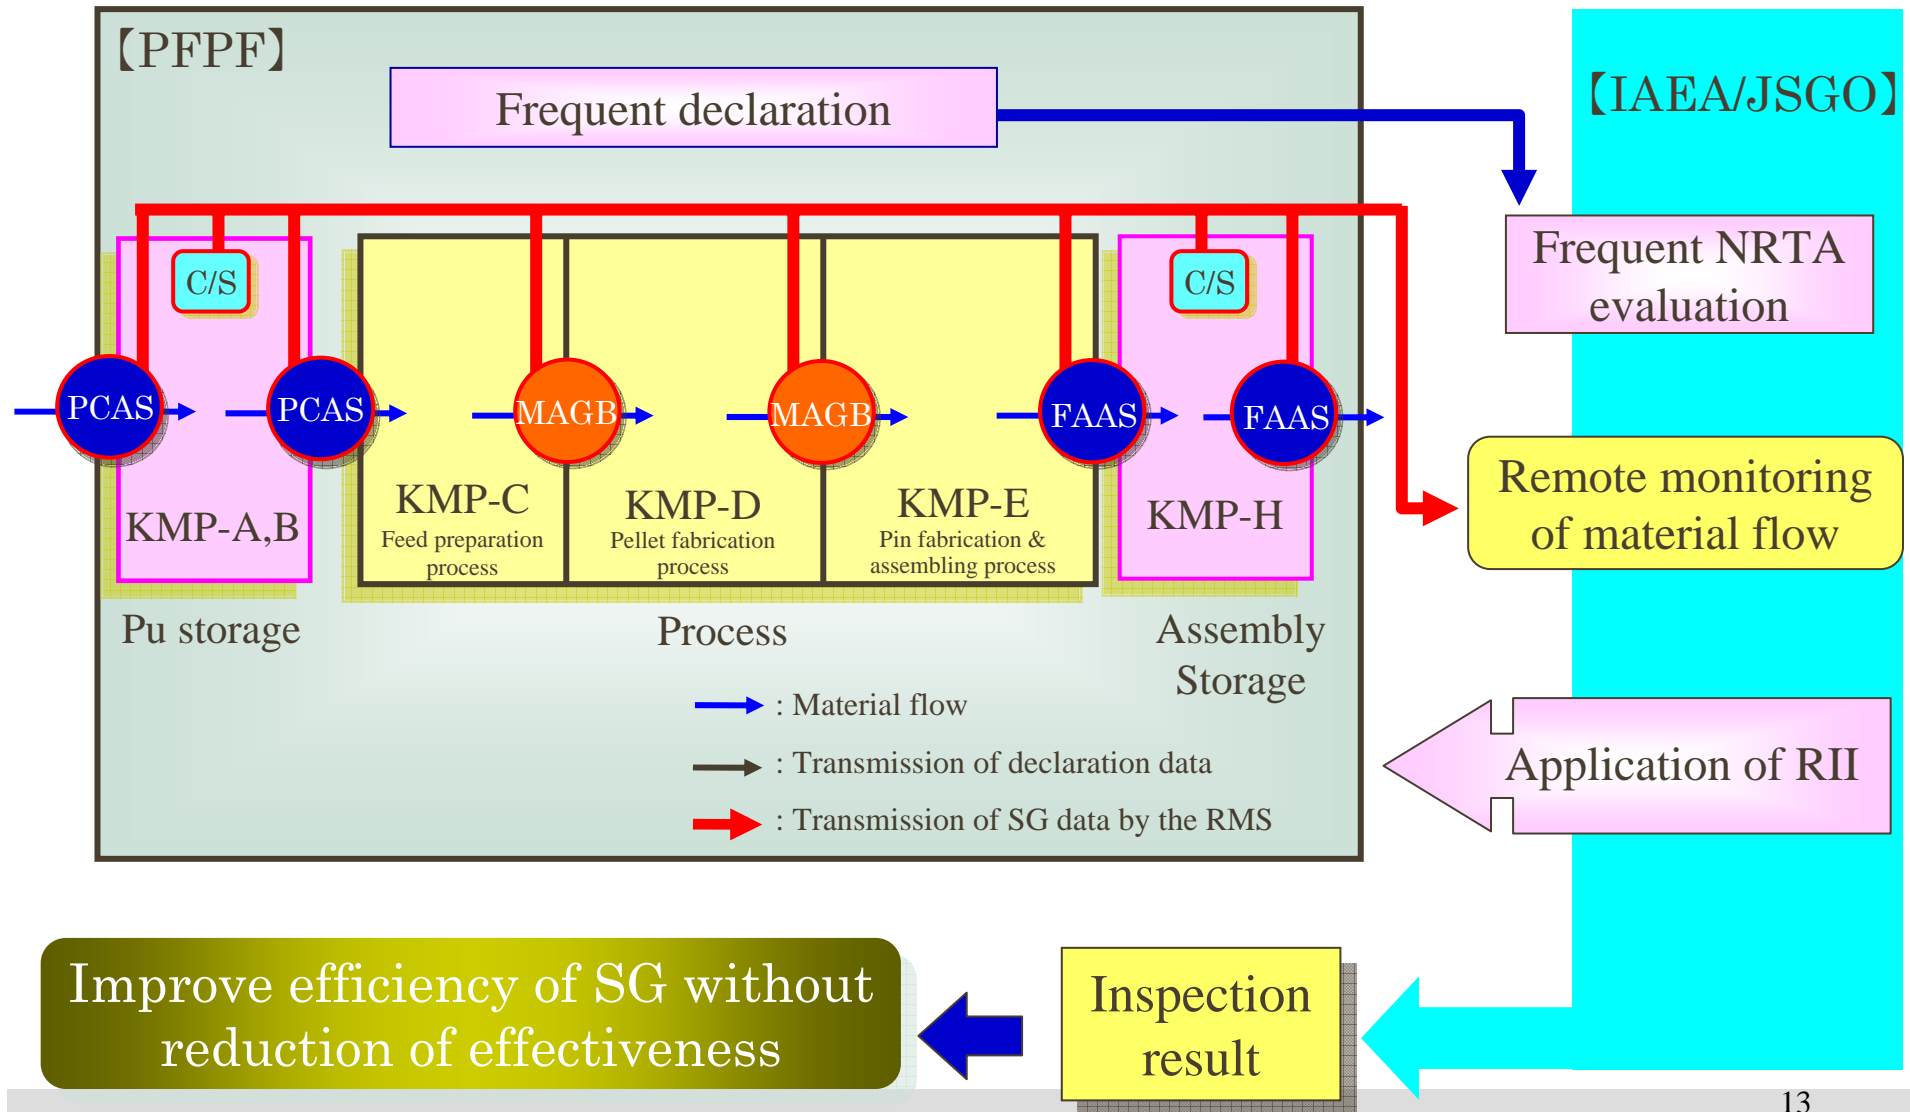 【PFPF】
Frequent declaration
【IAEA/JSGO】
Frequent NRTA
evaluation
C/S
C/S
PCAS
PCAS
MAGB
MAGB
FAAS
FAAS
KMP-A,B
KMP-C
Feed preparation
process
KMP-D
Pellet fabrication
process
KMP-E
Pin fabrication &
assembling process
KMP-H
Remote monitoring
of material flow
Pu storage
Process
Assembly
Storage
: Material flow
: Transmission of declaration data
: Transmission of SG data by the RMS
Application of RII
Improve efficiency of SG without
reduction of effectiveness
Inspection
result
13